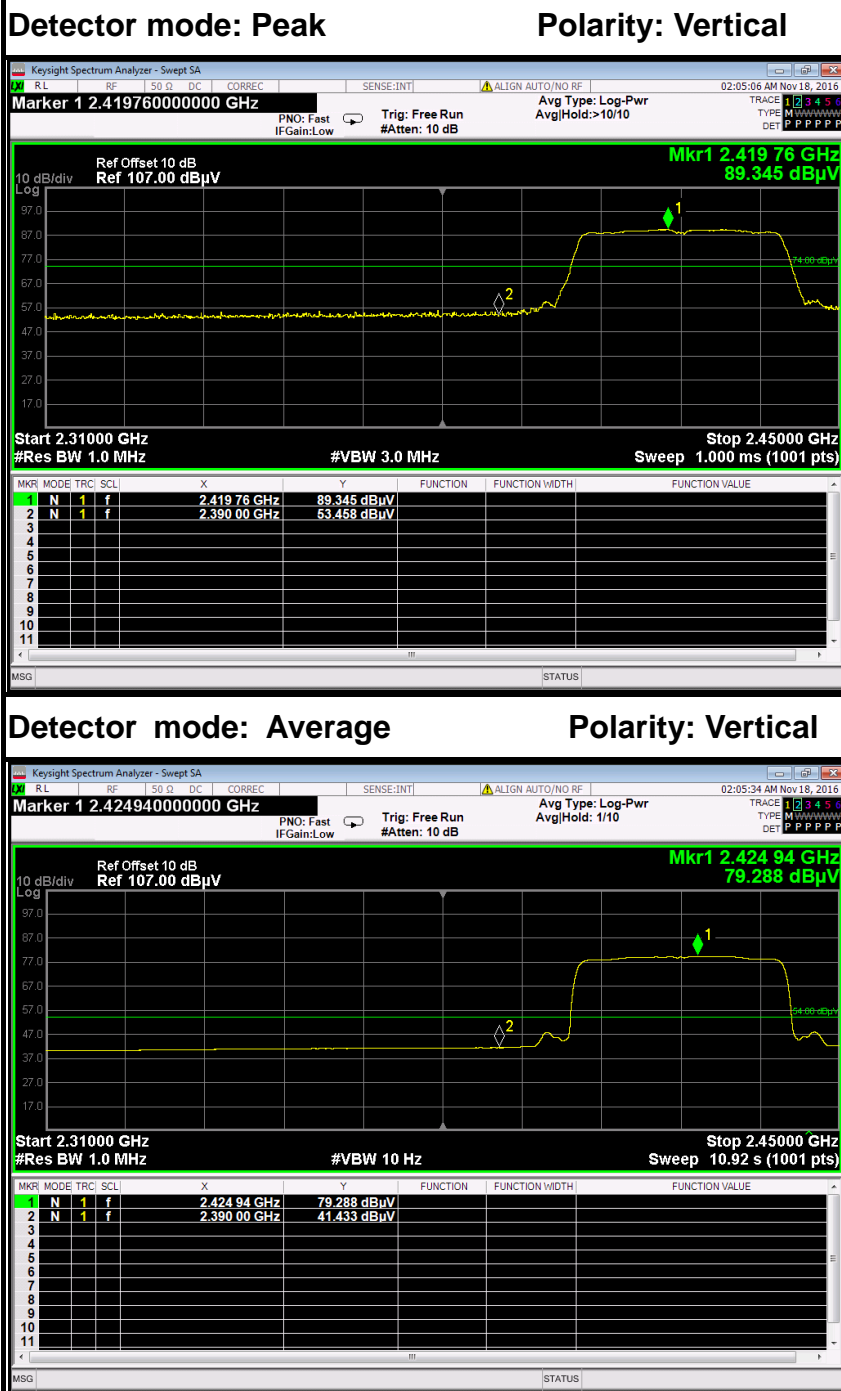 Detector mode: Peak Polarity: Vertical
Keysight Spectrum Analyzer - Swept SA
LXI RL RF 50 Ω DC CORREC SENSE:INT ALIGN AUTO/NO RF 02:05:06 AM Nov 18, 2016
Marker 1 2.419760000000 GHz
PNO: Fast
IFGain:Low
Trig: Free Run
#Atten: 10 dB
Avg Type: Log-Pwr
Avg|Hold:>10/10
TRACE 1 2 3 4 5 6
TYPE M WWWWW
DET P P P P P P
Mkr1 2.419 76 GHz
89.345 dBµV
Ref Offset 10 dB
10 dB/div Ref 107.00 dBµV
Log
1
97.0
87.0
77.0
74.00 dBµV
67.0
2
57.0
47.0
37.0
27.0
17.0
Start 2.31000 GHz Stop 2.45000 GHz
#Res BW 1.0 MHz #VBW 3.0 MHz Sweep 1.000 ms (1001 pts)
MKR MODE TRC SCL X Y FUNCTION FUNCTION WIDTH FUNCTION VALUE
1 N 1 f 2.419 76 GHz 89.345 dBµV
2 N 1 f 2.390 00 GHz 53.458 dBµV
3
4
5
6
7
8
9
10
11
MSG STATUS
Detector mode: Average Polarity: Vertical
Keysight Spectrum Analyzer - Swept SA
LXI RL RF 50 Ω DC CORREC SENSE:INT ALIGN AUTO/NO RF 02:05:34 AM Nov 18, 2016
Marker 1 2.424940000000 GHz
PNO: Fast
IFGain:Low
Trig: Free Run
#Atten: 10 dB
Avg Type: Log-Pwr
Avg|Hold: 1/10
TRACE 1 2 3 4 5 6
TYPE M WWWWW
DET P P P P P P
Mkr1 2.424 94 GHz
79.288 dBµV
Ref Offset 10 dB
10 dB/div Ref 107.00 dBµV
Log
97.0
1
87.0
77.0
67.0
57.0
54.00 dBµV
2
47.0
37.0
27.0
17.0
Start 2.31000 GHz Stop 2.45000 GHz
#Res BW 1.0 MHz #VBW 10 Hz Sweep 10.92 s (1001 pts)
MKR MODE TRC SCL X Y FUNCTION FUNCTION WIDTH FUNCTION VALUE
1 N 1 f 2.424 94 GHz 79.288 dBµV
2 N 1 f 2.390 00 GHz 41.433 dBµV
3
4
5
6
7
8
9
10
11
MSG STATUS